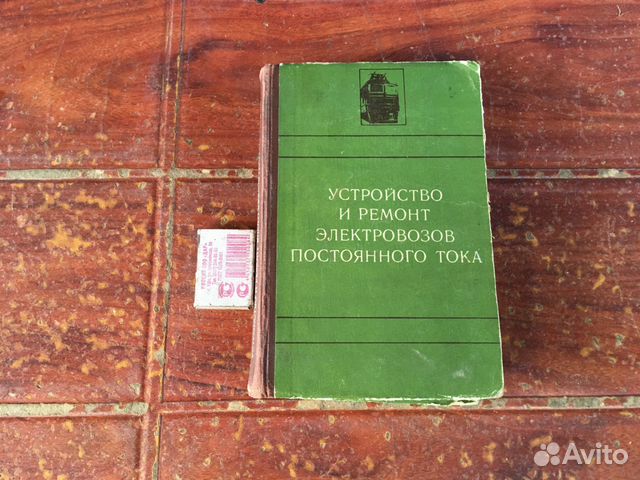 УСТРОЙСТВО
И РЕМОНТ
ЭЛЕКТРОВОЗОВ
ПОСТОЯННОГО ТОКА
Avito